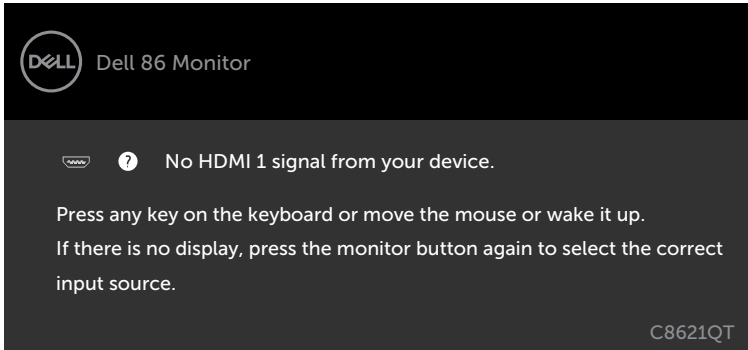 DELL Dell 86 Monitor
? No HDMI 1 signal from your device.
Press any key on the keyboard or move the mouse or wake it up.
If there is no display, press the monitor button again to select the correct
input source.
C8621QT